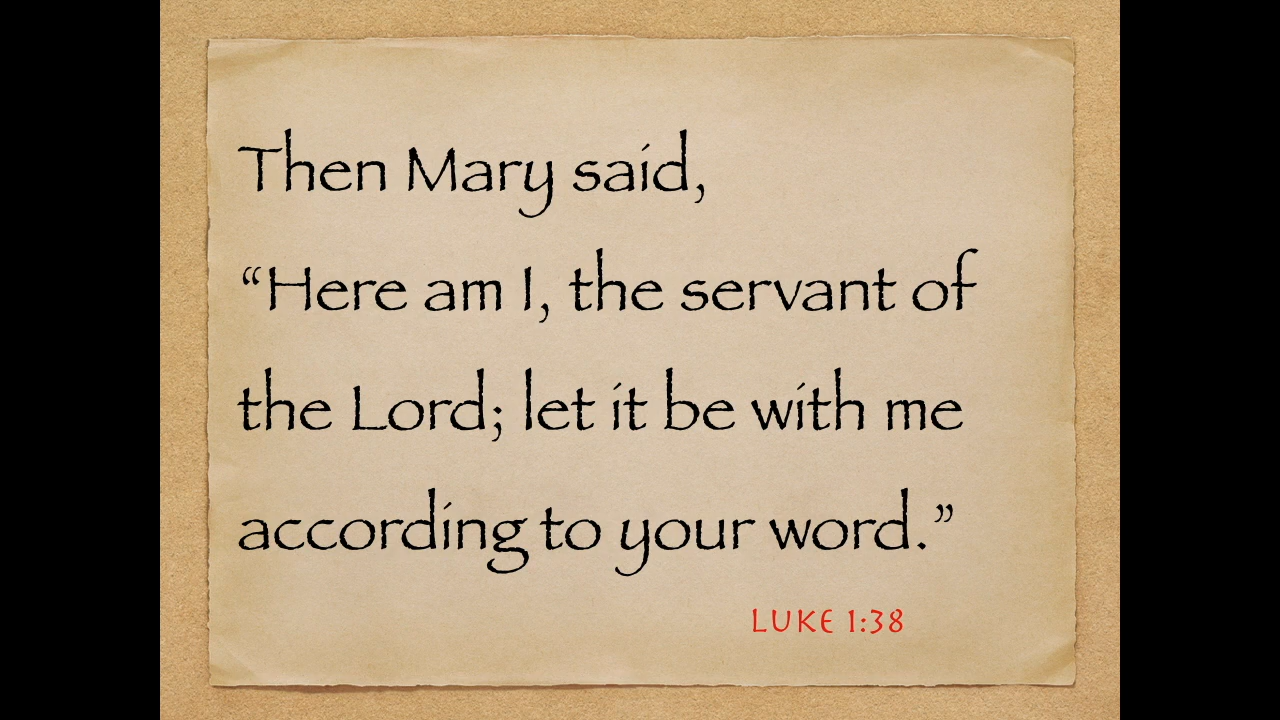 Then Mary said,
“Here am I, the servant of
the Lord; let it be with me
according to your word.”
LUKE 1:38